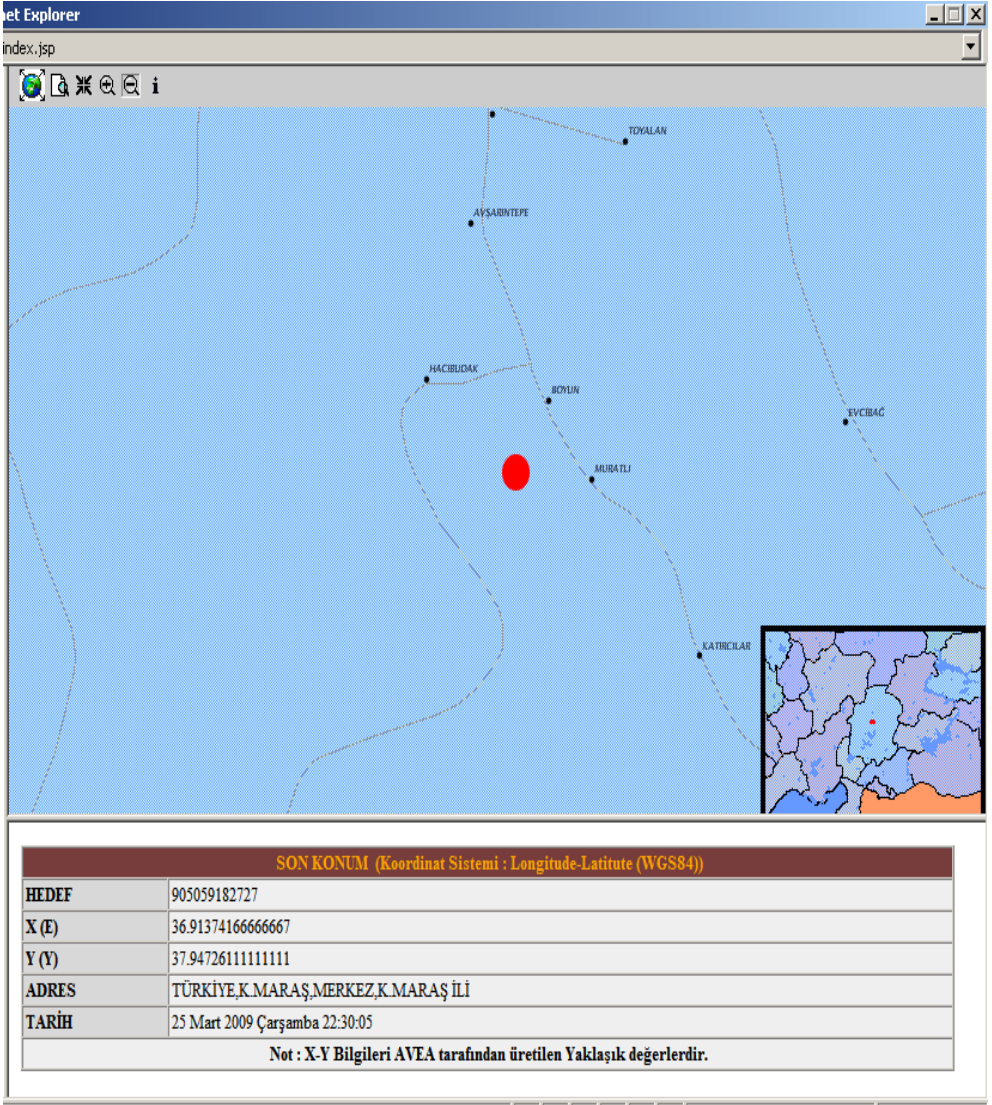 net Explorer
index.jsp
TOYALAN
AVŞARINTEPE
HACIBUDAK
BOYUN
EVCİBAĞ
MURATLI
KATIRCILAR
SON KONUM (Koordinat Sistemi : Longitude-Latitute (WGS84))
HEDEF 905059182727
X (E) 36.91374166666667
Y (Y) 37.94726111111111
ADRES TÜRKİYE,K.MARAŞ,MERKEZ,K.MARAŞ İLİ
TARİH 25 Mart 2009 Çarşamba 22:30:05
Not : X-Y Bilgileri AVEA tarafından üretilen Yaklaşık değerlerdir.